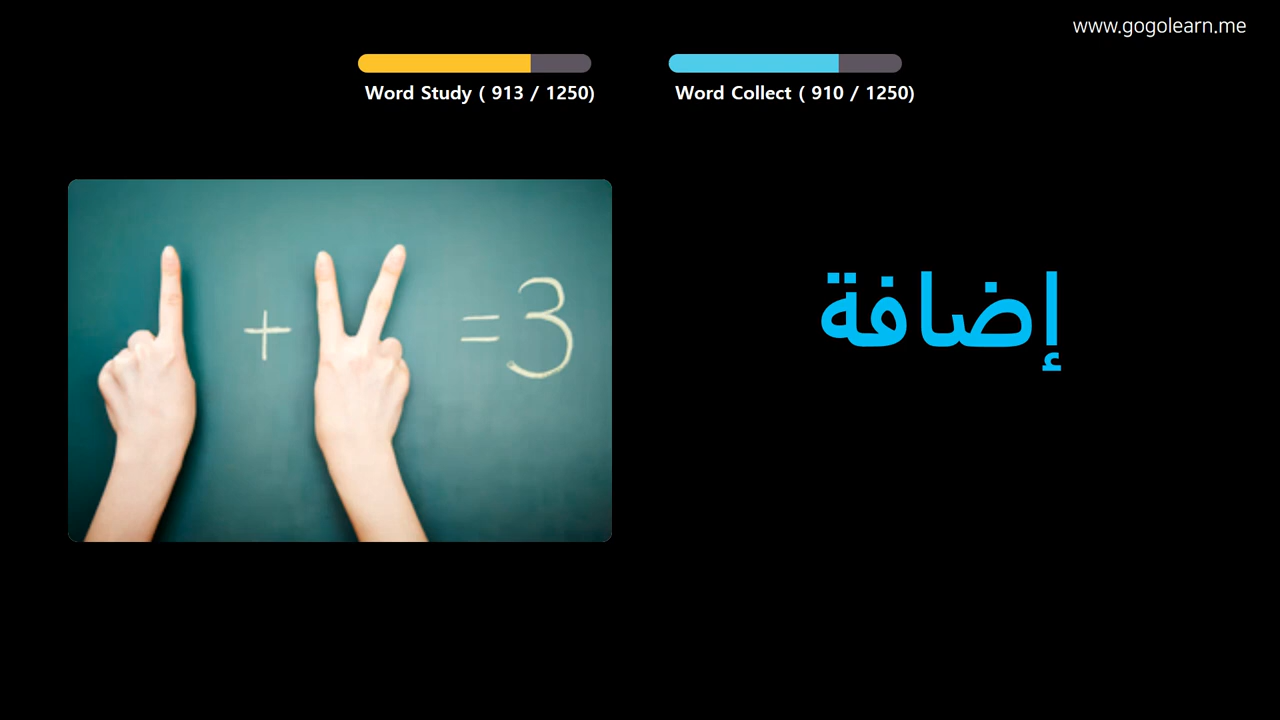 www.gogolearn.me
Word Study ( 913 / 1250)
Word Collect ( 910 / 1250)
+ = 3
إضافة